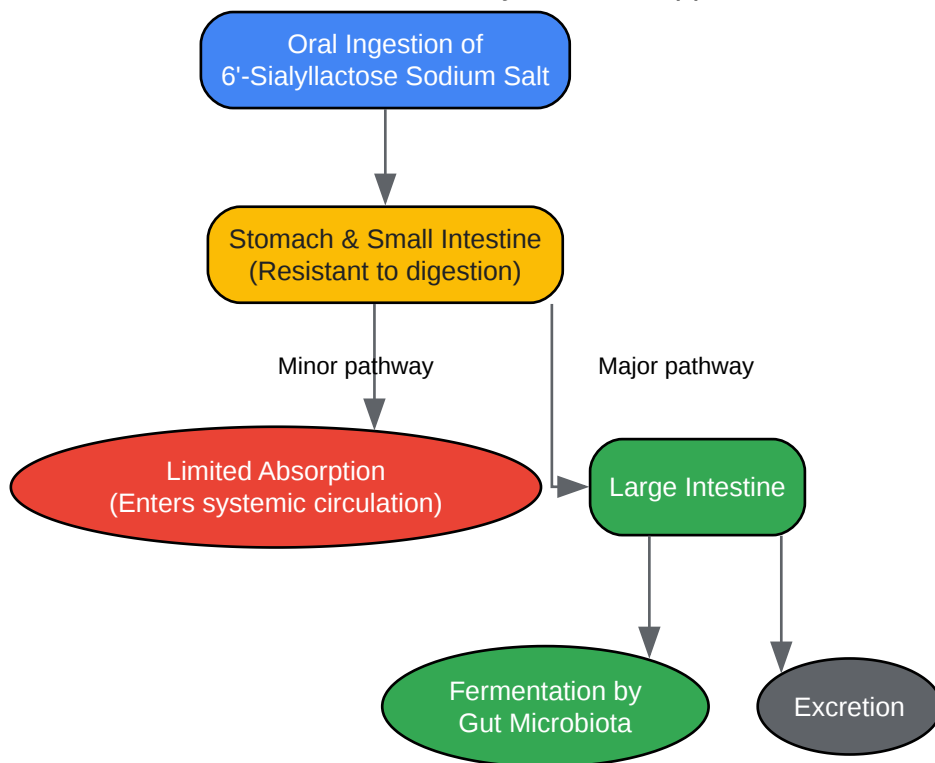 Oral Ingestion of
6'-Sialyllactose Sodium Salt
Stomach & Small Intestine
(Resistant to digestion)
Minor pathway
Major pathway
Limited Absorption
(Enters systemic circulation)
Large Intestine
Fermentation by
Gut Microbiota
Excretion